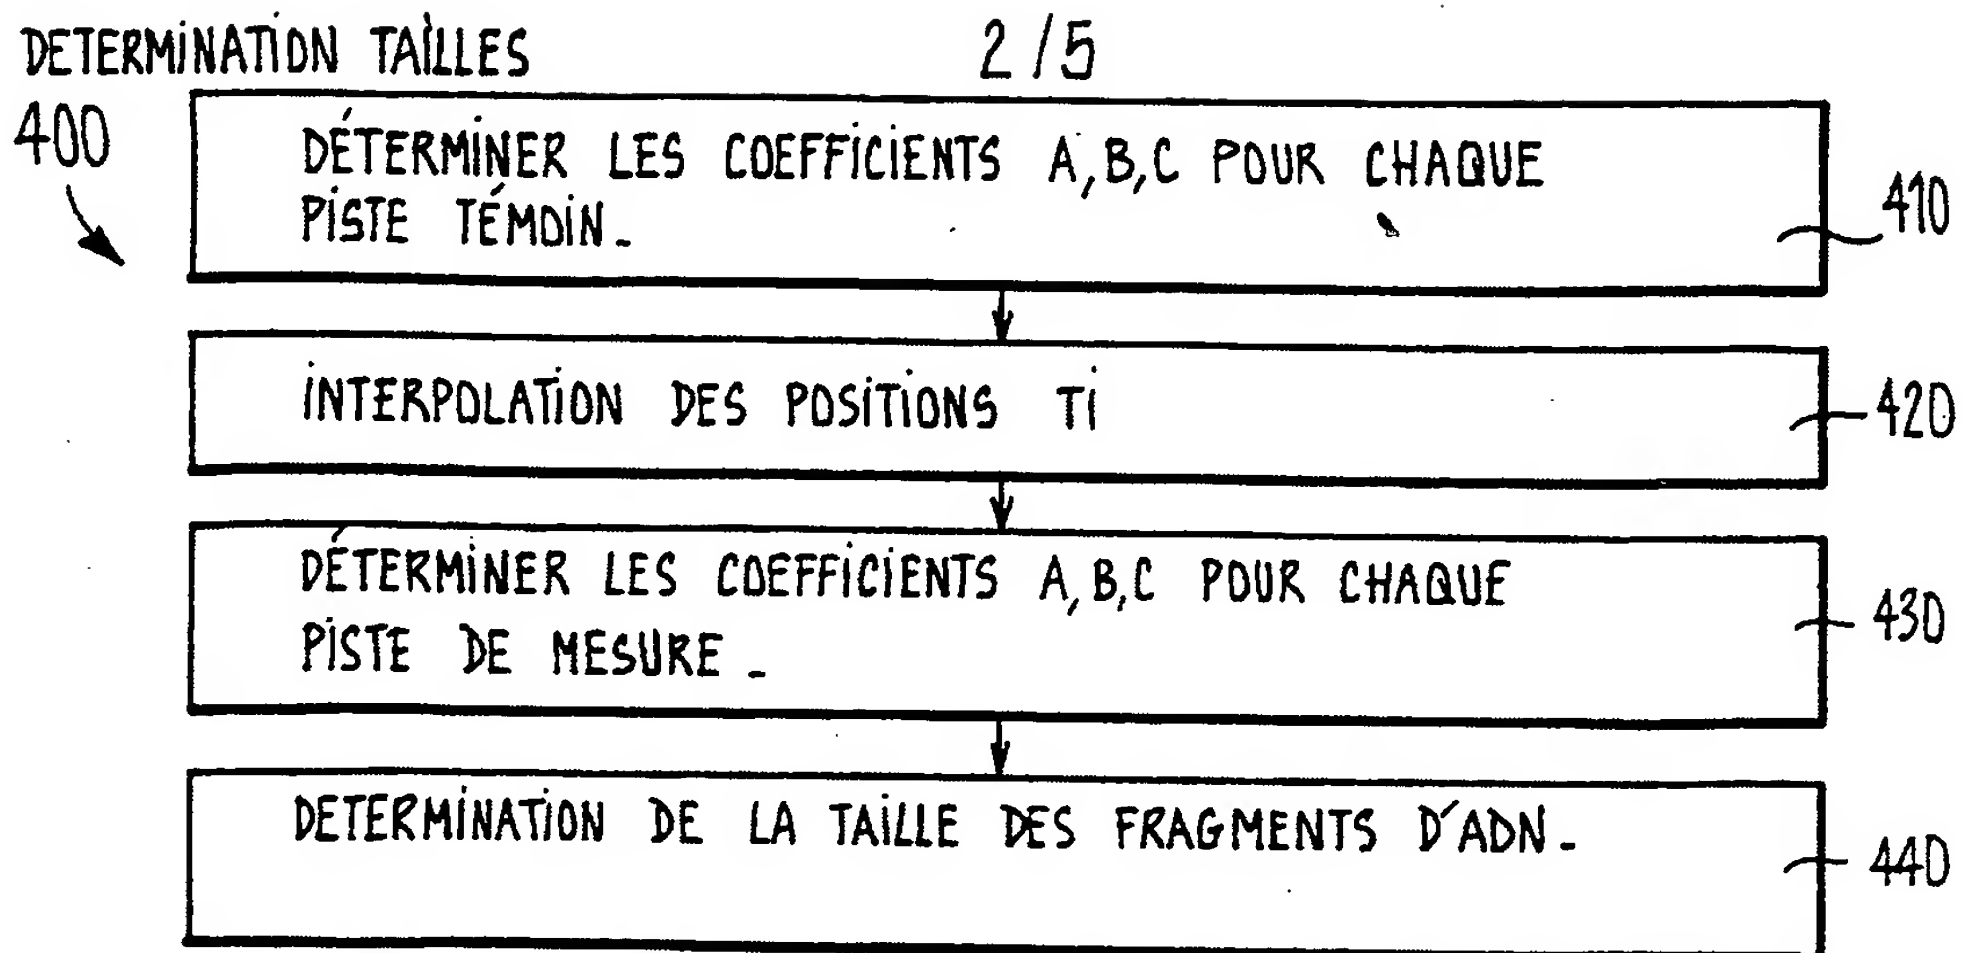 DETERMINATION TAILLES
2/5
400
DÉTERMINER LES COEFFICIENTS A,B,C POUR CHAQUE
PISTE TÉMOIN.
410
INTERPOLATION DES POSITIONS Ti
420
DÉTERMINER LES COEFFICIENTS A,B,C POUR CHAQUE
PISTE DE MESURE.
430
DETERMINATION DE LA TAILLE DES FRAGMENTS D'ADN.
440